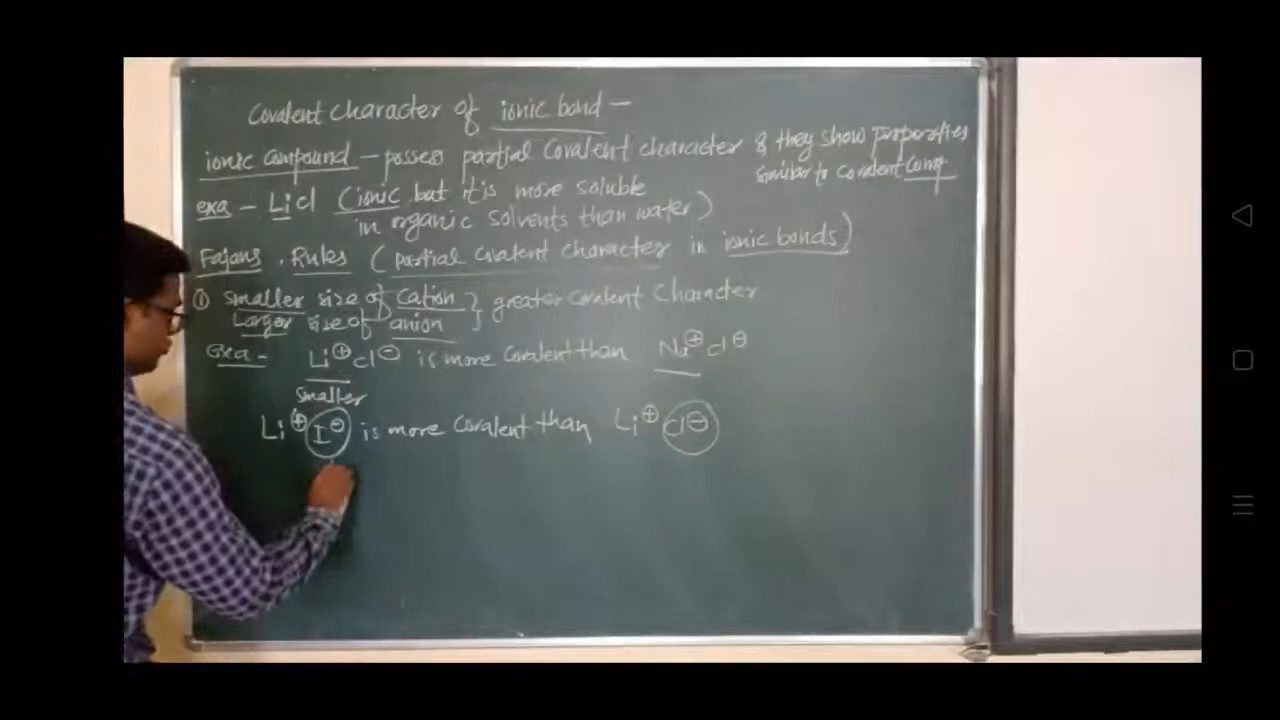 Covalent character of ionic bond –
ionic compound – possess partial covalent character & they show properties
similar to covalent comp
exa – Licl (ionic but it is more soluble
in organic solvents than water)
Fajans . Rules (partial covalent character in ionic bonds)
① smaller size of cation } greater covalent character
Larger size of anion
exa – Li⊕ cl⊖ is more covalent than Na⊕ cl⊖
smaller
Li⊕ I⊖ is more covalent than Li⊕ cl⊖